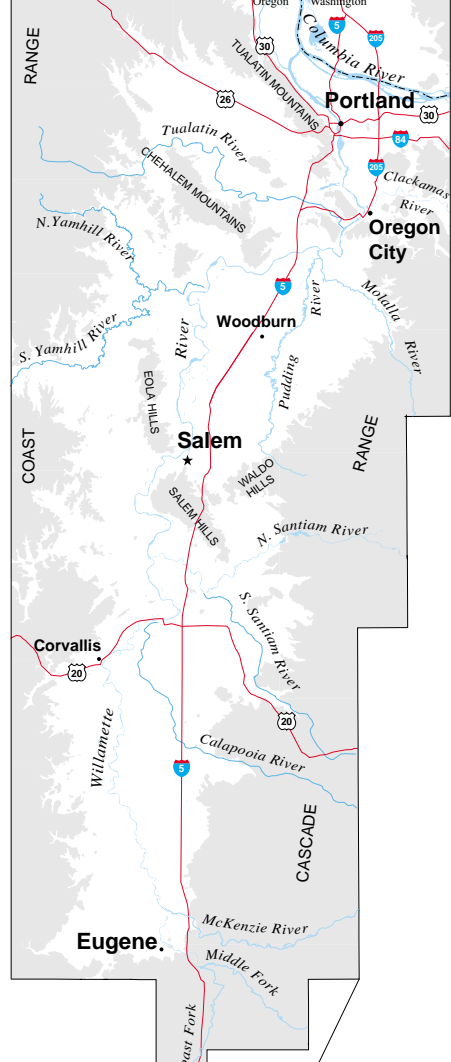 Oregon Washington
5
205
30
Columbia River
RANGE
TUALATIN MOUNTAINS
26
Portland
30
84
Tualatin River
CHEHALEM MOUNTAINS
205
Clackamas
River
N.Yamhill River
Oregon
City
5
River
Molalla
River
S. Yamhill River
River
Woodburn
Pudding
EOLA HILLS
COAST
Salem
RANGE
WALDO
HILLS
SALEM HILLS
N. Santiam River
S. Santiam River
Corvallis
20
20
Willamette
Calapooia River
5
CASCADE
McKenzie River
Eugene
Middle Fork
ast Fork